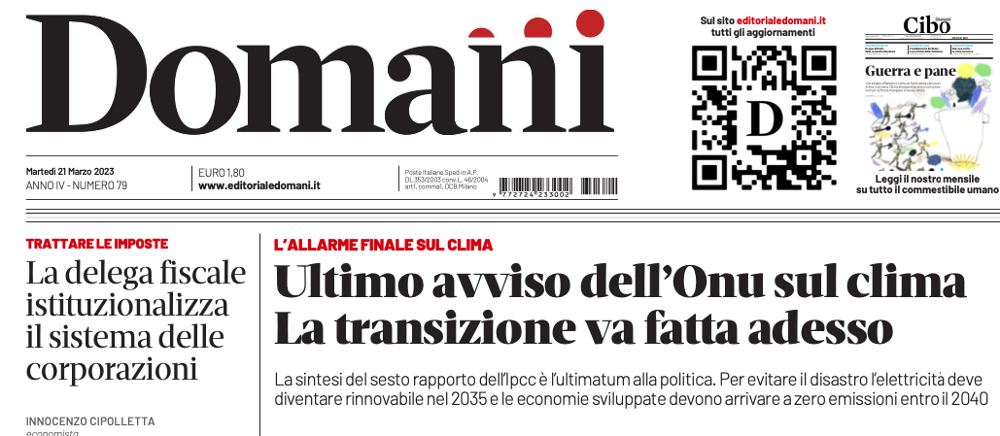 Domani
Sul sito editorialedomani.it
tutti gli aggiornamenti
D
Cibo
Guerra e pane
Leggi il nostro mensile
su tutto il commestibile umano
Martedì 21 Marzo 2023
ANNO IV - NUMERO 79
EURO 1,80
www.editorialedomani.it
Poste Italiane Sped in A.P.
DL 353/2003 conv. L. 46/2004
art1. comma1, DCB Milano
9 772724 233002
TRATTARE LE IMPOSTE
La delega fiscale
istituzionalizza
il sistema delle
corporazioni
INNOCENZO CIPOLLETTA
economista
L'ALLARME FINALE SUL CLIMA
Ultimo avviso dell'Onu sul clima
La transizione va fatta adesso
La sintesi del sesto rapporto dell'Ipcc è l'ultimatum alla politica. Per evitare il disastro l'elettricità deve
diventare rinnovabile nel 2035 e le economie sviluppate devono arrivare a zero emissioni entro il 2040